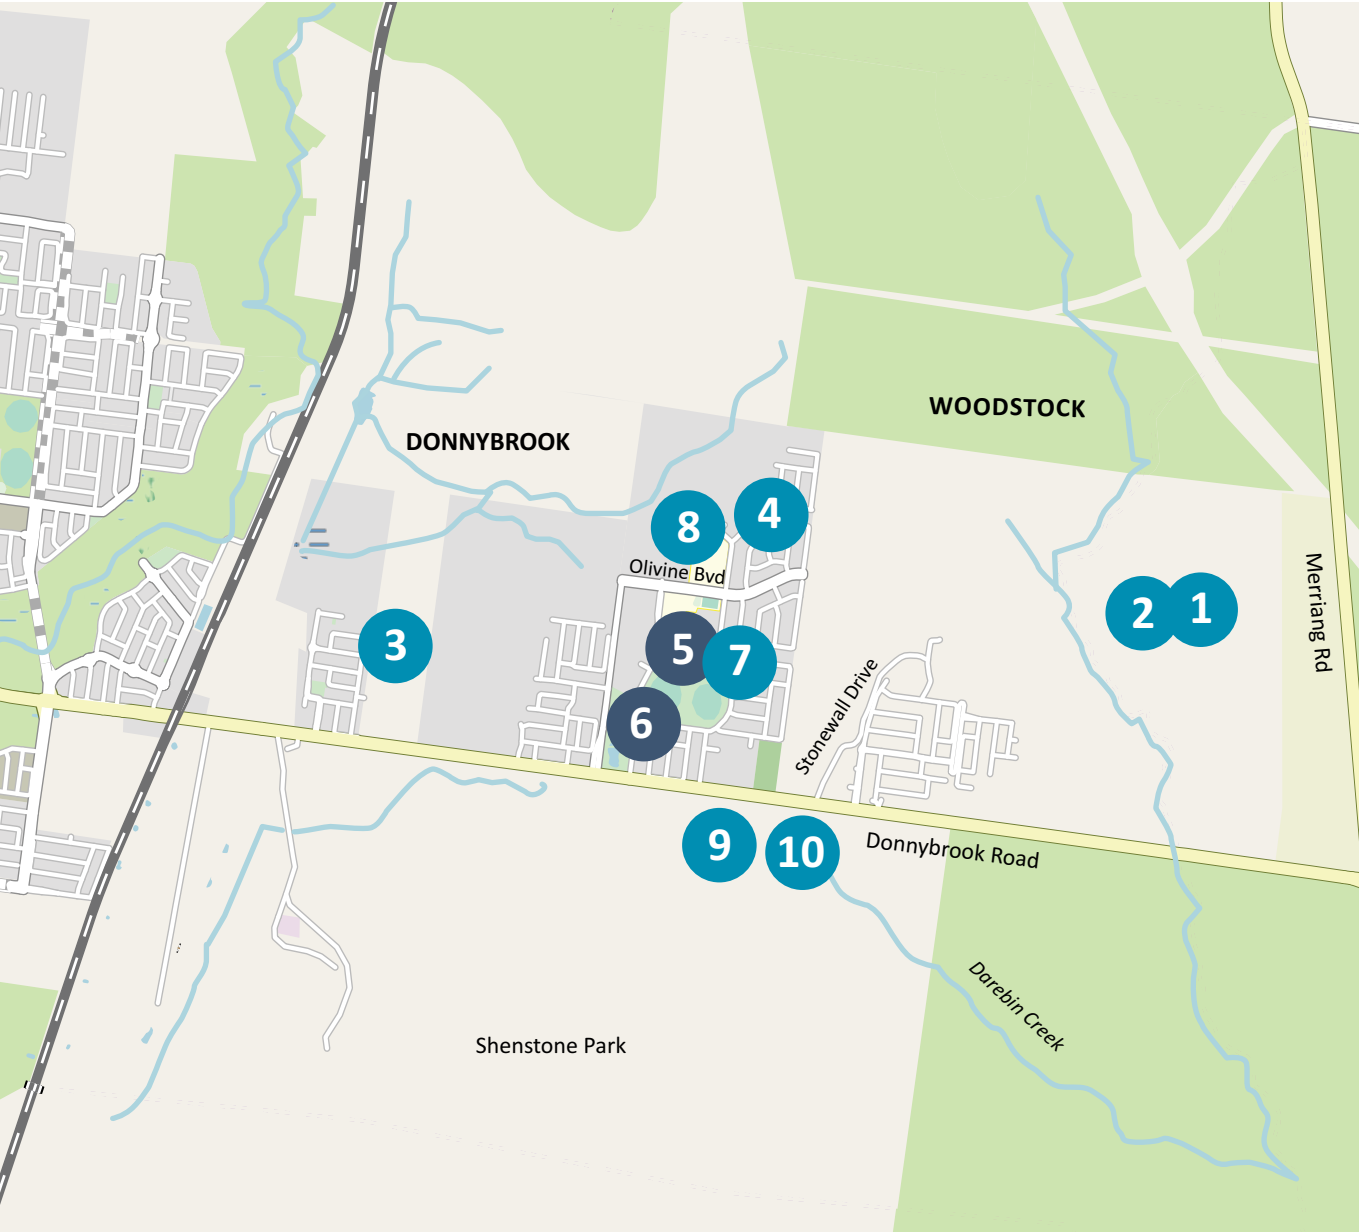 WOODSTOCK
DONNYBROOK
8
4
Olivine Bvd
Merriang Rd
2
1
3
5
7
Stonewall Drive
6
9
10
Donnybrook Road
Darebin Creek
Shenstone Park